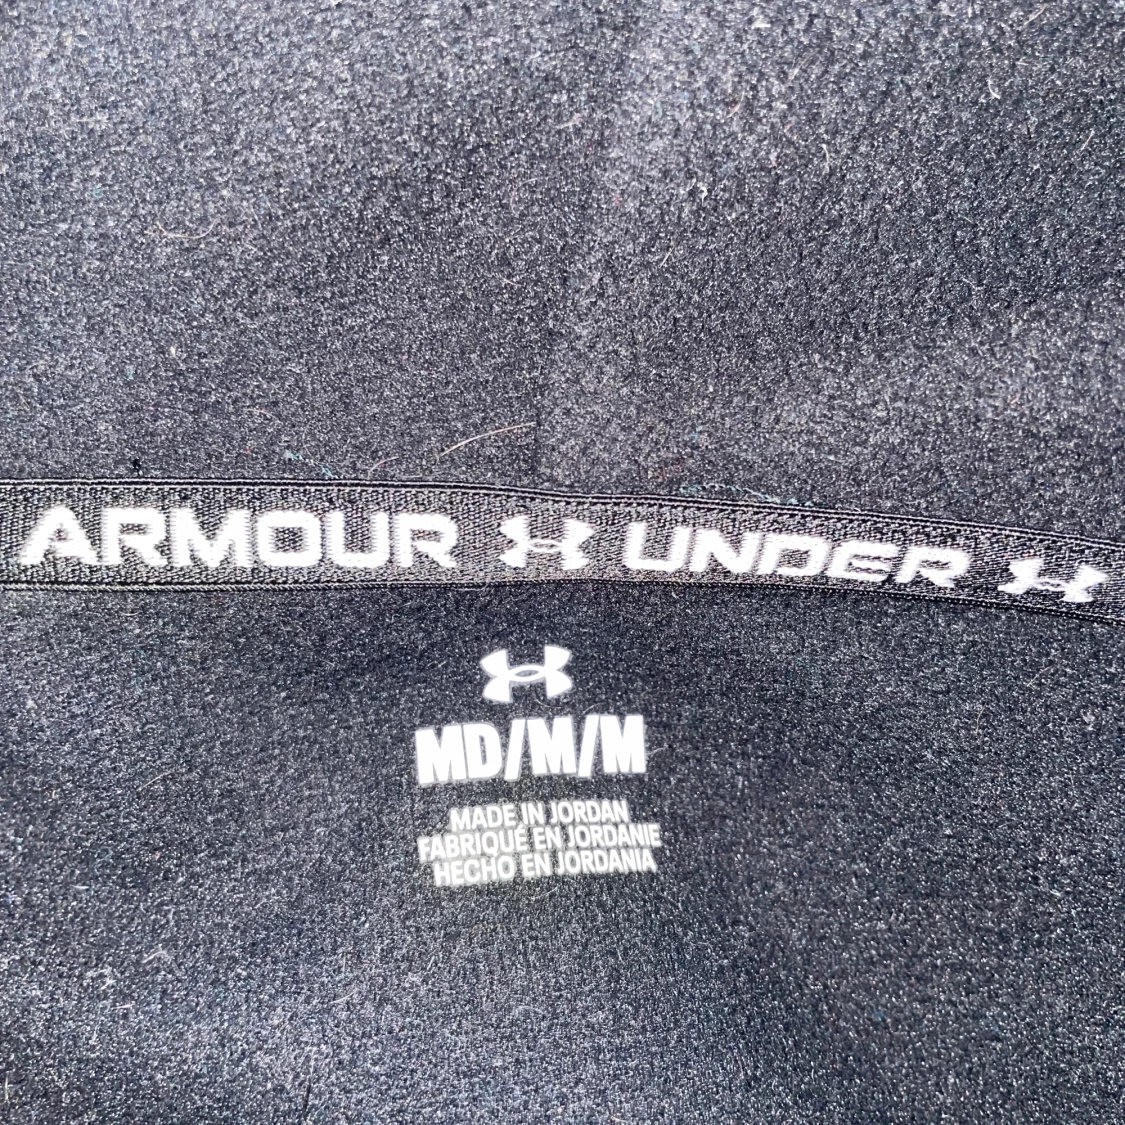 ARMOUR UNDER
MD/M/M
MADE IN JORDAN
FABRIQUÉ EN JORDANIE
HECHO EN JORDANIA